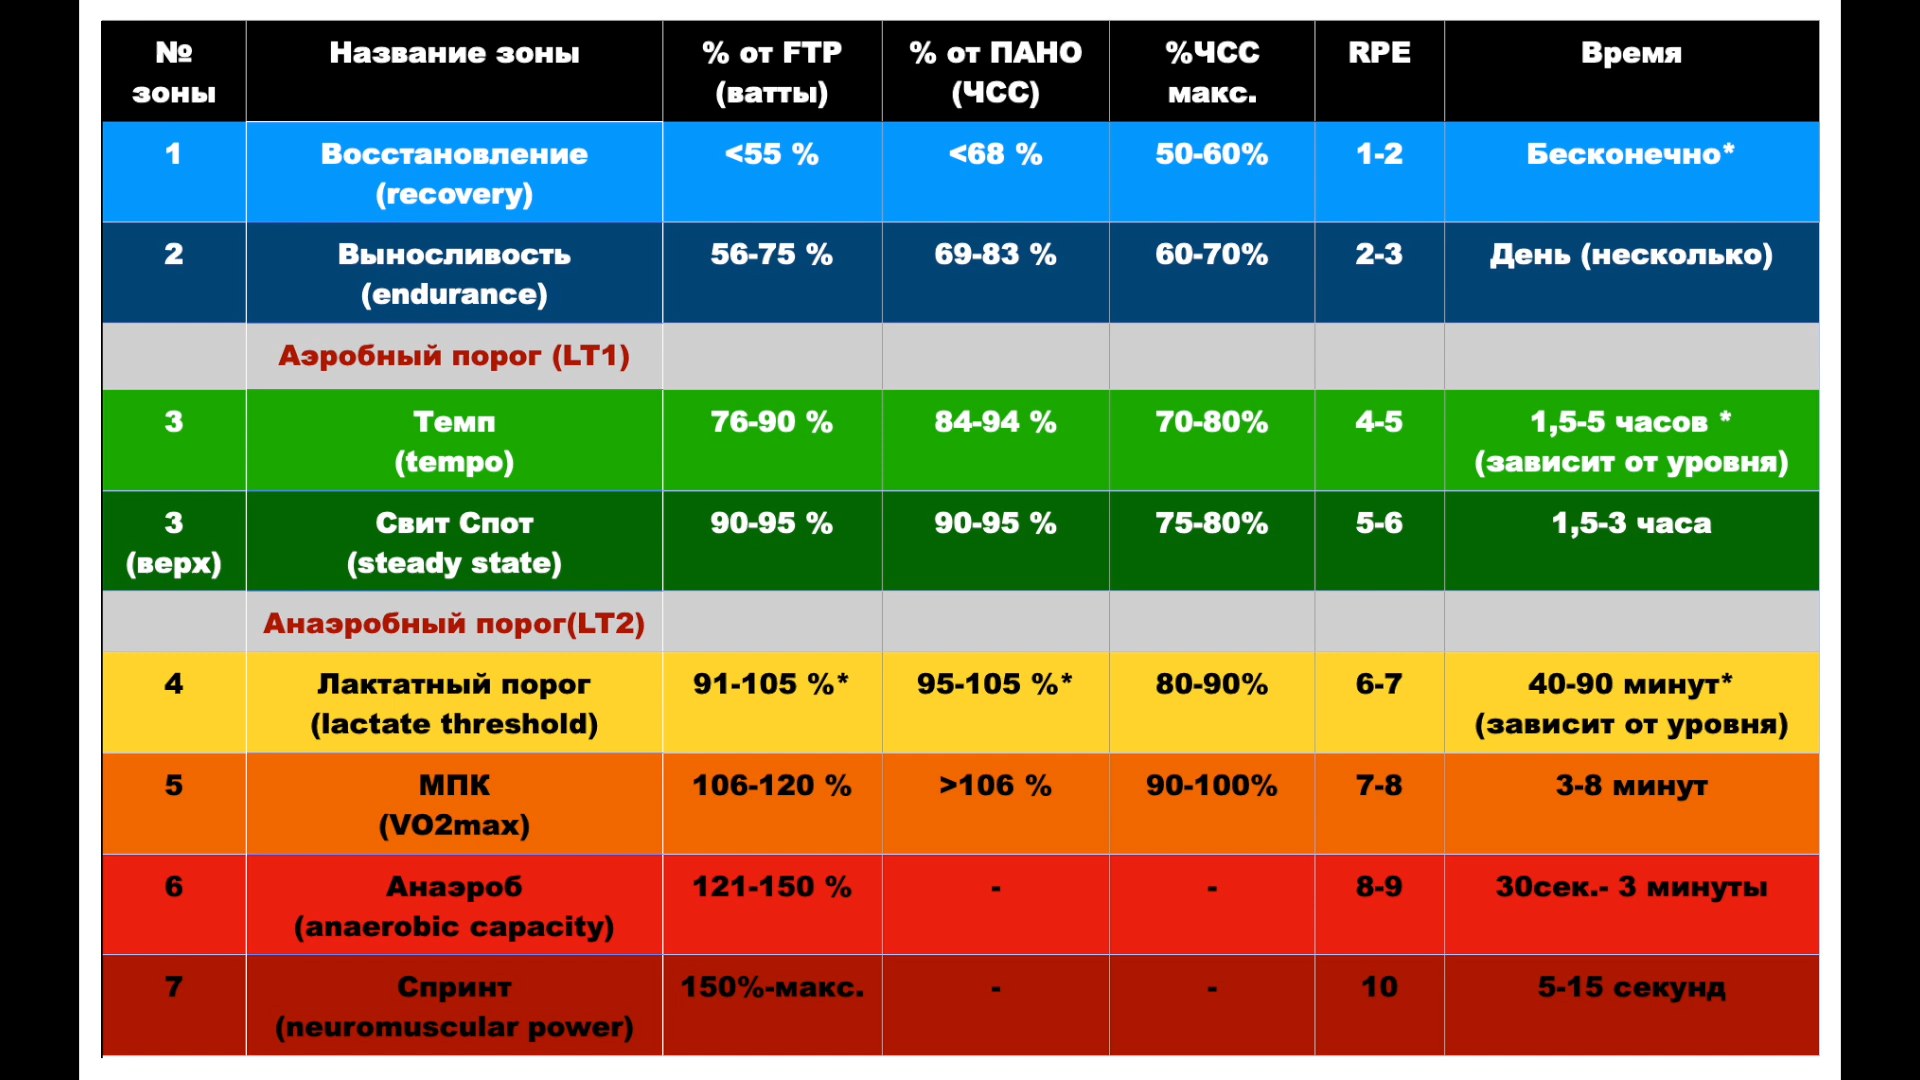 № зоны Название зоны % от FTP (ватты) % от ПАНО (ЧСС) %ЧСС макс. RPE Время
1 Восстановление (recovery) <55 % <68 % 50-60% 1-2 Бесконечно*
2 Выносливость (endurance) 56-75 % 69-83 % 60-70% 2-3 День (несколько)
Аэробный порог (LT1)
3 Темп (tempo) 76-90 % 84-94 % 70-80% 4-5 1,5-5 часов * (зависит от уровня)
3 (верх) Свит Спот (steady state) 90-95 % 90-95 % 75-80% 5-6 1,5-3 часа
Анаэробный порог(LT2)
4 Лактатный порог (lactate threshold) 91-105 %* 95-105 %* 80-90% 6-7 40-90 минут* (зависит от уровня)
5 МПК (VO2max) 106-120 % >106 % 90-100% 7-8 3-8 минут
6 Анаэроб (anaerobic capacity) 121-150 % - - 8-9 30сек.- 3 минуты
7 Спринт (neuromuscular power) 150%-макс. - - 10 5-15 секунд